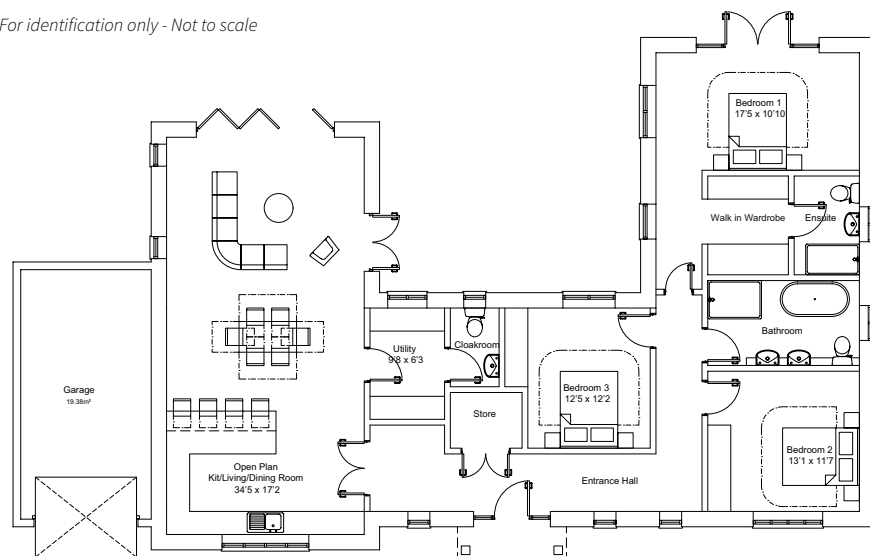 For identification only - Not to scale
Bedroom 1
17'5 x 10'10
Walk in Wardrobe
Ensuite
Bathroom
Utility
9'8 x 6'3
Cloakroom
Bedroom 3
12'5 x 12'2
Garage
19.38m²
Store
Bedroom 2
13'1 x 11'7
Open Plan
Kit/Living/Dining Room
34'5 x 17'2
Entrance Hall